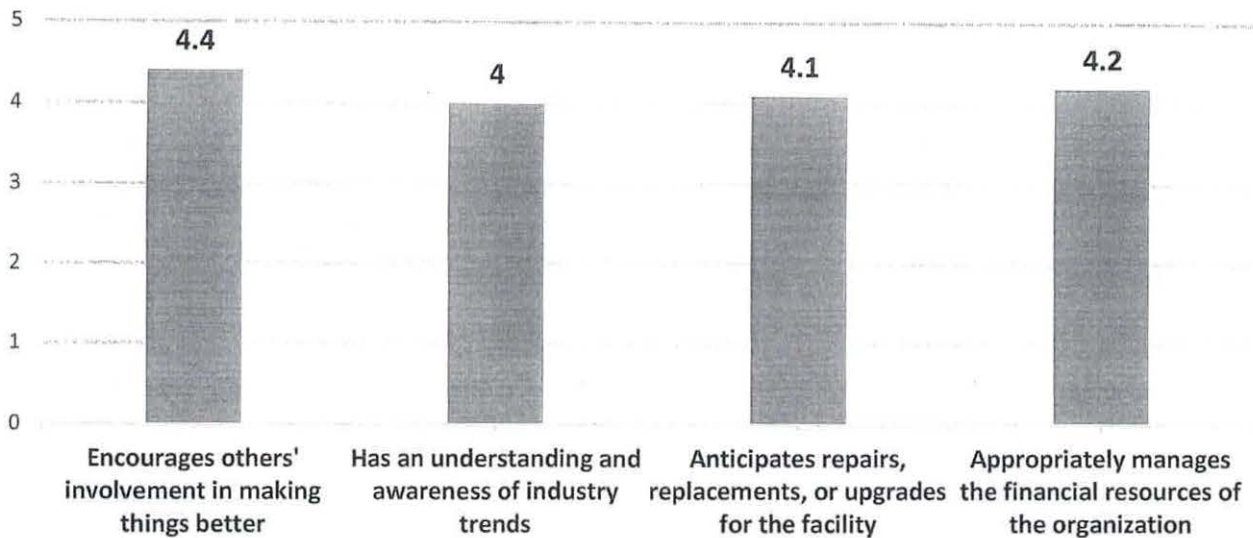 5
4.4
4
4.1
4.2
4
3
2
1
0
Encourages others'
involvement in making
things better
Has an understanding and
awareness of industry
trends
Anticipates repairs,
replacements, or upgrades
for the facility
Appropriately manages
the financial resources of
the organization